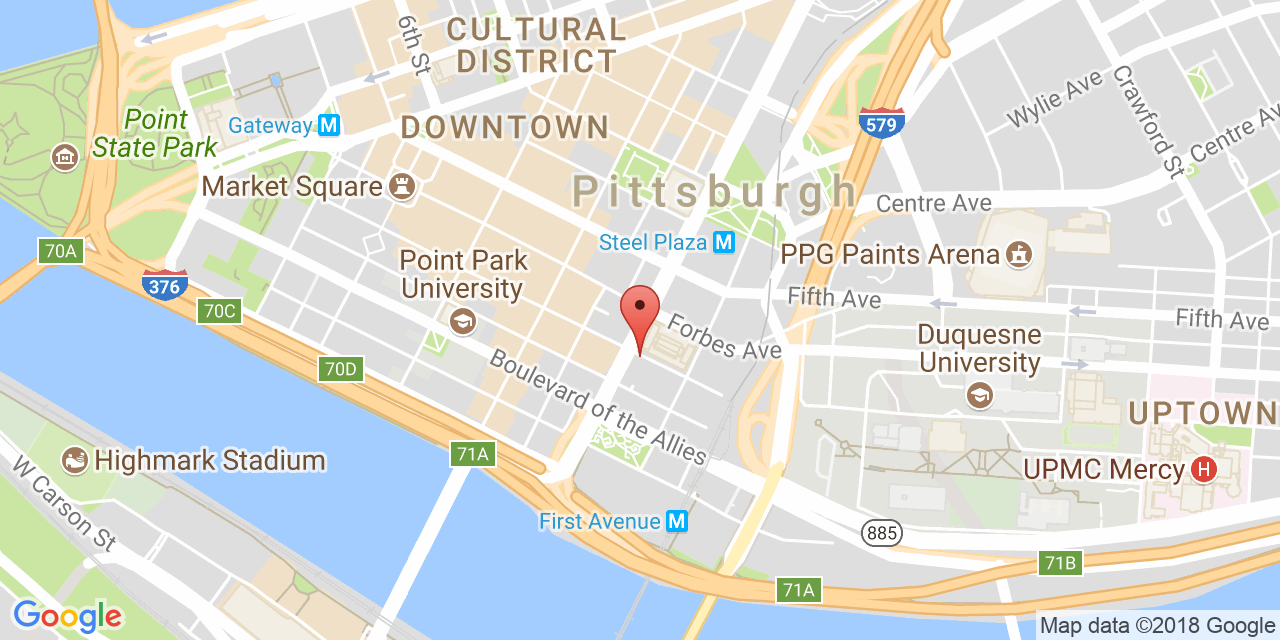 CULTURAL
DISTRICT
6th St
Point
State Park
Gateway M
DOWNTOWN
579
Wylie Ave
Crawford St
Centre Ave
Market Square
Pittsburgh
Centre Ave
70A
376
70C
Point Park
University
Steel Plaza M
PPG Paints Arena
Fifth Ave
Fifth Ave
Forbes Ave
Duquesne
University
70D
Boulevard of the Allies
UPTOWN
71A
Highmark Stadium
W Carson St
UPMC Mercy H
First Avenue M
885
71B
71A
Google
Map data ©2018 Google